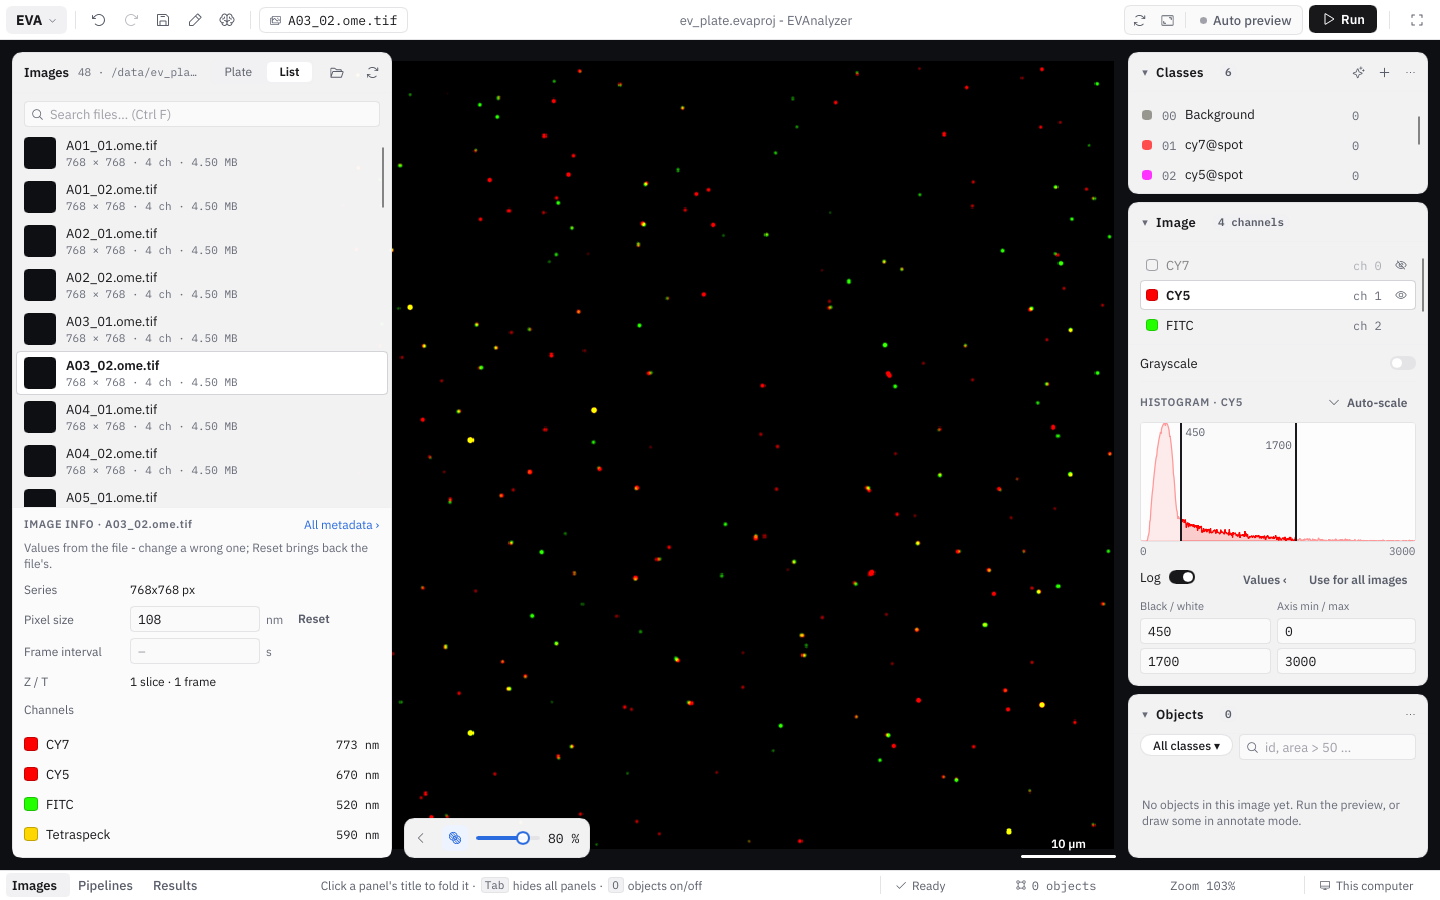 EVA
A03_02.ome.tif
ev_plate.evaproj - EVAnalyzer
Auto preview
Run
Images 48 · /data/ev_pla…
Plate
List
Search files... (Ctrl F)
A01_01.ome.tif
768 × 768 · 4 ch · 4.50 MB
A01_02.ome.tif
768 × 768 · 4 ch · 4.50 MB
A02_01.ome.tif
768 × 768 · 4 ch · 4.50 MB
A02_02.ome.tif
768 × 768 · 4 ch · 4.50 MB
A03_01.ome.tif
768 × 768 · 4 ch · 4.50 MB
A03_02.ome.tif
768 × 768 · 4 ch · 4.50 MB
A04_01.ome.tif
768 × 768 · 4 ch · 4.50 MB
A04_02.ome.tif
768 × 768 · 4 ch · 4.50 MB
A05_01.ome.tif
IMAGE INFO · A03_02.ome.tif
All metadata ›
Values from the file - change a wrong one; Reset brings back the
file's.
Series 768x768 px
Pixel size 108 nm Reset
Frame interval – s
Z / T 1 slice · 1 frame
Channels
CY7 773 nm
CY5 670 nm
FITC 520 nm
Tetraspeck 590 nm
80 %
10 µm
Classes 6
00 Background 0
01 cy7@spot 0
02 cy5@spot 0
Image 4 channels
CY7 ch 0
CY5 ch 1
FITC ch 2
Grayscale
HISTOGRAM · CY5
Auto-scale
450
1700
0 3000
Log
Values ‹
Use for all images
Black / white Axis min / max
450 0
1700 3000
Objects 0
All classes ▾
id, area > 50 ...
No objects in this image yet. Run the preview, or
draw some in annotate mode.
Images Pipelines Results
Click a panel's title to fold it · Tab hides all panels · O objects on/off
Ready
0 objects
Zoom 103%
This computer